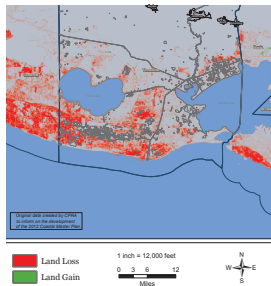 Original data created by CPRA
to inform on the development
of the 2012 Coastal Master Plan.
Land Loss
Land Gain
1 inch = 12,000 feet
0 3 6 12
Miles
N
W E
S